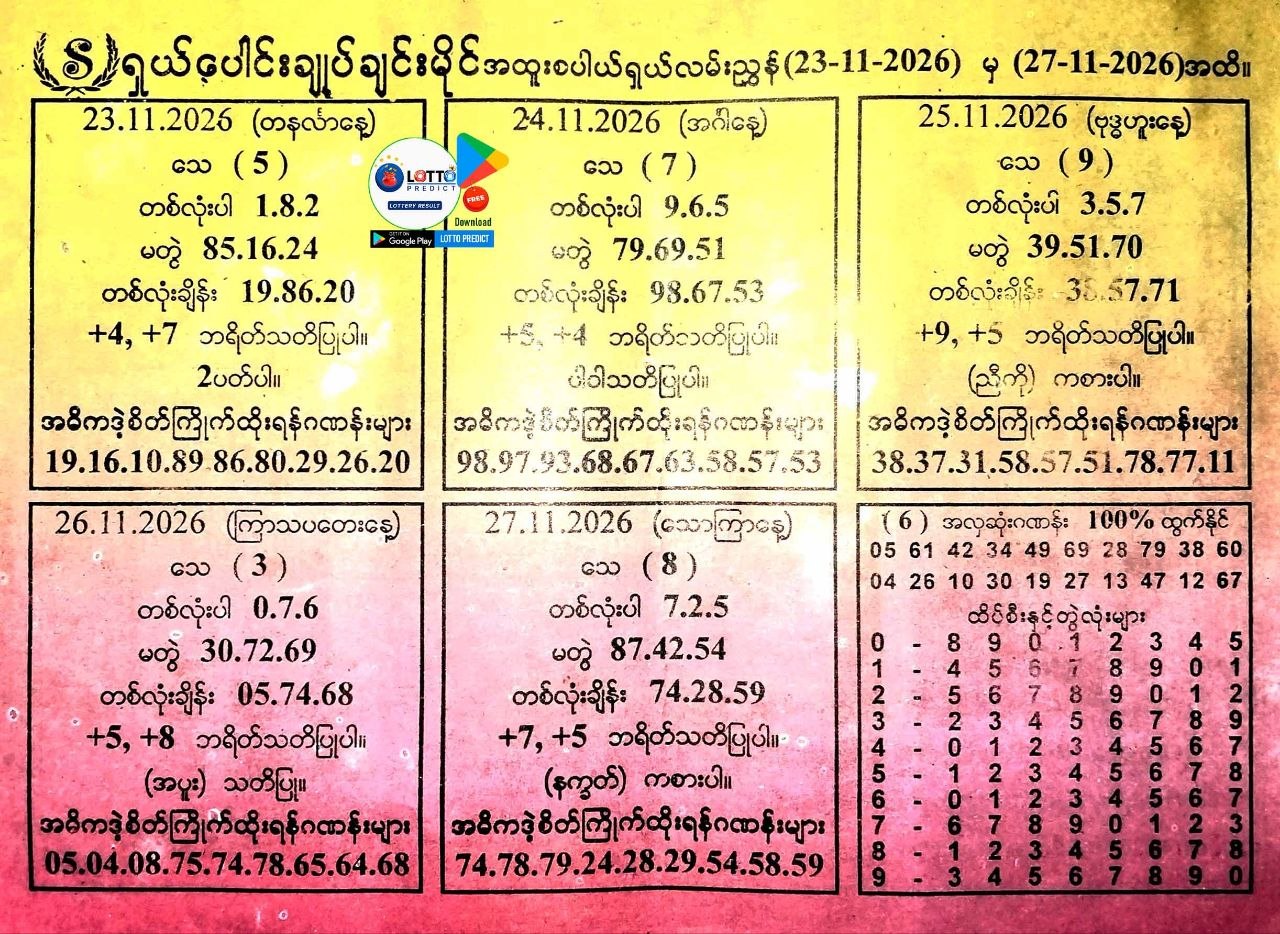 S ရှယ်ပေါင်းချုပ်ချင်းမိုင်အထူးစပါယ်ရှယ်လမ်းညွှန်(23-11-2026) မှ (27-11-2026)အထိ။
23.11.2026 (တနင်္လာနေ့)
သေ (5)
တစ်လုံးပါ 1.8.2
မတွဲ 85.16.24
တစ်လုံးချိန်း 19.86.20
+4, +7 ဘရိတ်သတိပြုပါ။
2ပတ်ပါ။
အဓိကဒဲ့စိတ်ကြိုက်ထိုးရန်ဂဏန်းများ
19.16.10.89.86.80.29.26.20
LOTTO
PREDICT
LOTTERY RESULT
FREE
Download
GET IT ON
Google Play
LOTTO PREDICT
24.11.2026 (အင်္ဂါနေ့)
သေ (7)
တစ်လုံးပါ 9.6.5
မတွဲ 79.69.51
တစ်လုံးချိန်း 98.67.53
+5, +4 ဘရိတ်သတိပြုပါ။
ပါဝါသတိပြုပါ။
အဓိကဒဲ့စိတ်ကြိုက်ထိုးရန်ဂဏန်းများ
98.97.93.68.67.63.58.57.53
25.11.2026 (ဗုဒ္ဓဟူးနေ့)
သေ (9)
တစ်လုံးပါ 3.5.7
မတွဲ 39.51.70
တစ်လုံးချိန်း 38.57.71
+9, +5 ဘရိတ်သတိပြုပါ။
(ညီကို) ကစားပါ။
အဓိကဒဲ့စိတ်ကြိုက်ထိုးရန်ဂဏန်းများ
38.37.31.58.57.51.78.77.11
26.11.2026 (ကြာသပတေးနေ့)
သေ (3)
တစ်လုံးပါ 0.7.6
မတွဲ 30.72.69
တစ်လုံးချိန်း 05.74.68
+5, +8 ဘရိတ်သတိပြုပါ။
(အပူး) သတိပြု။
အဓိကဒဲ့စိတ်ကြိုက်ထိုးရန်ဂဏန်းများ
05.04.08.75.74.78.65.64.68
27.11.2026 (သောကြာနေ့)
သေ (8)
တစ်လုံးပါ 7.2.5
မတွဲ 87.42.54
တစ်လုံးချိန်း 74.28.59
+7, +5 ဘရိတ်သတိပြုပါ။
(နက္ခတ်) ကစားပါ။
အဓိကဒဲ့စိတ်ကြိုက်ထိုးရန်ဂဏန်းများ
74.78.79.24.28.29.54.58.59
(6) အလှဆုံးဂဏန်း 100% ထွက်နိုင်
05 61 42 34 49 69 28 79 38 60
04 26 10 30 19 27 13 47 12 67
ထိပ်စီးနှင့်တွဲလုံးများ
0 - 8 9 0 1 2 3 4 5
1 - 4 5 6 7 8 9 0 1
2 - 5 6 7 8 9 0 1 2
3 - 2 3 4 5 6 7 8 9
4 - 0 1 2 3 4 5 6 7
5 - 1 2 3 4 5 6 7 8
6 - 0 1 2 3 4 5 6 7
7 - 6 7 8 9 0 1 2 3
8 - 1 2 3 4 5 6 7 8
9 - 3 4 5 6 7 8 9 0